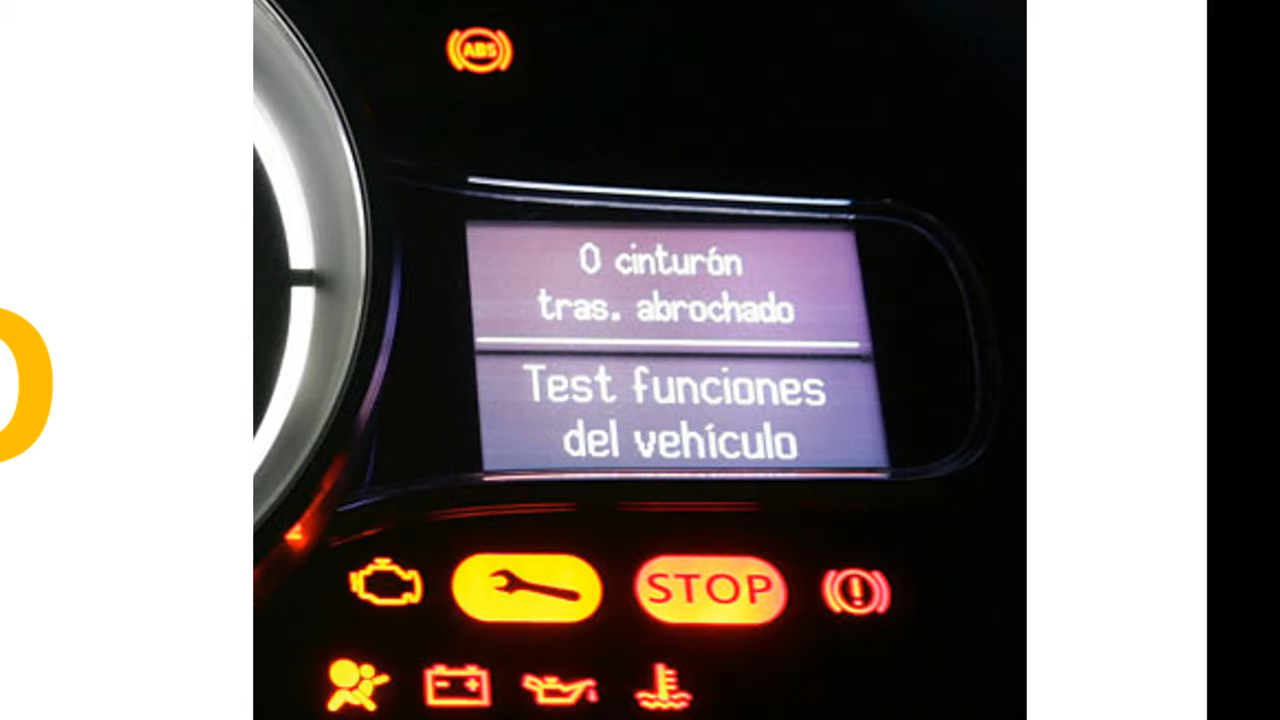 ABS
0 cinturón
tras. abrochado
Test funciones
del vehículo
STOP